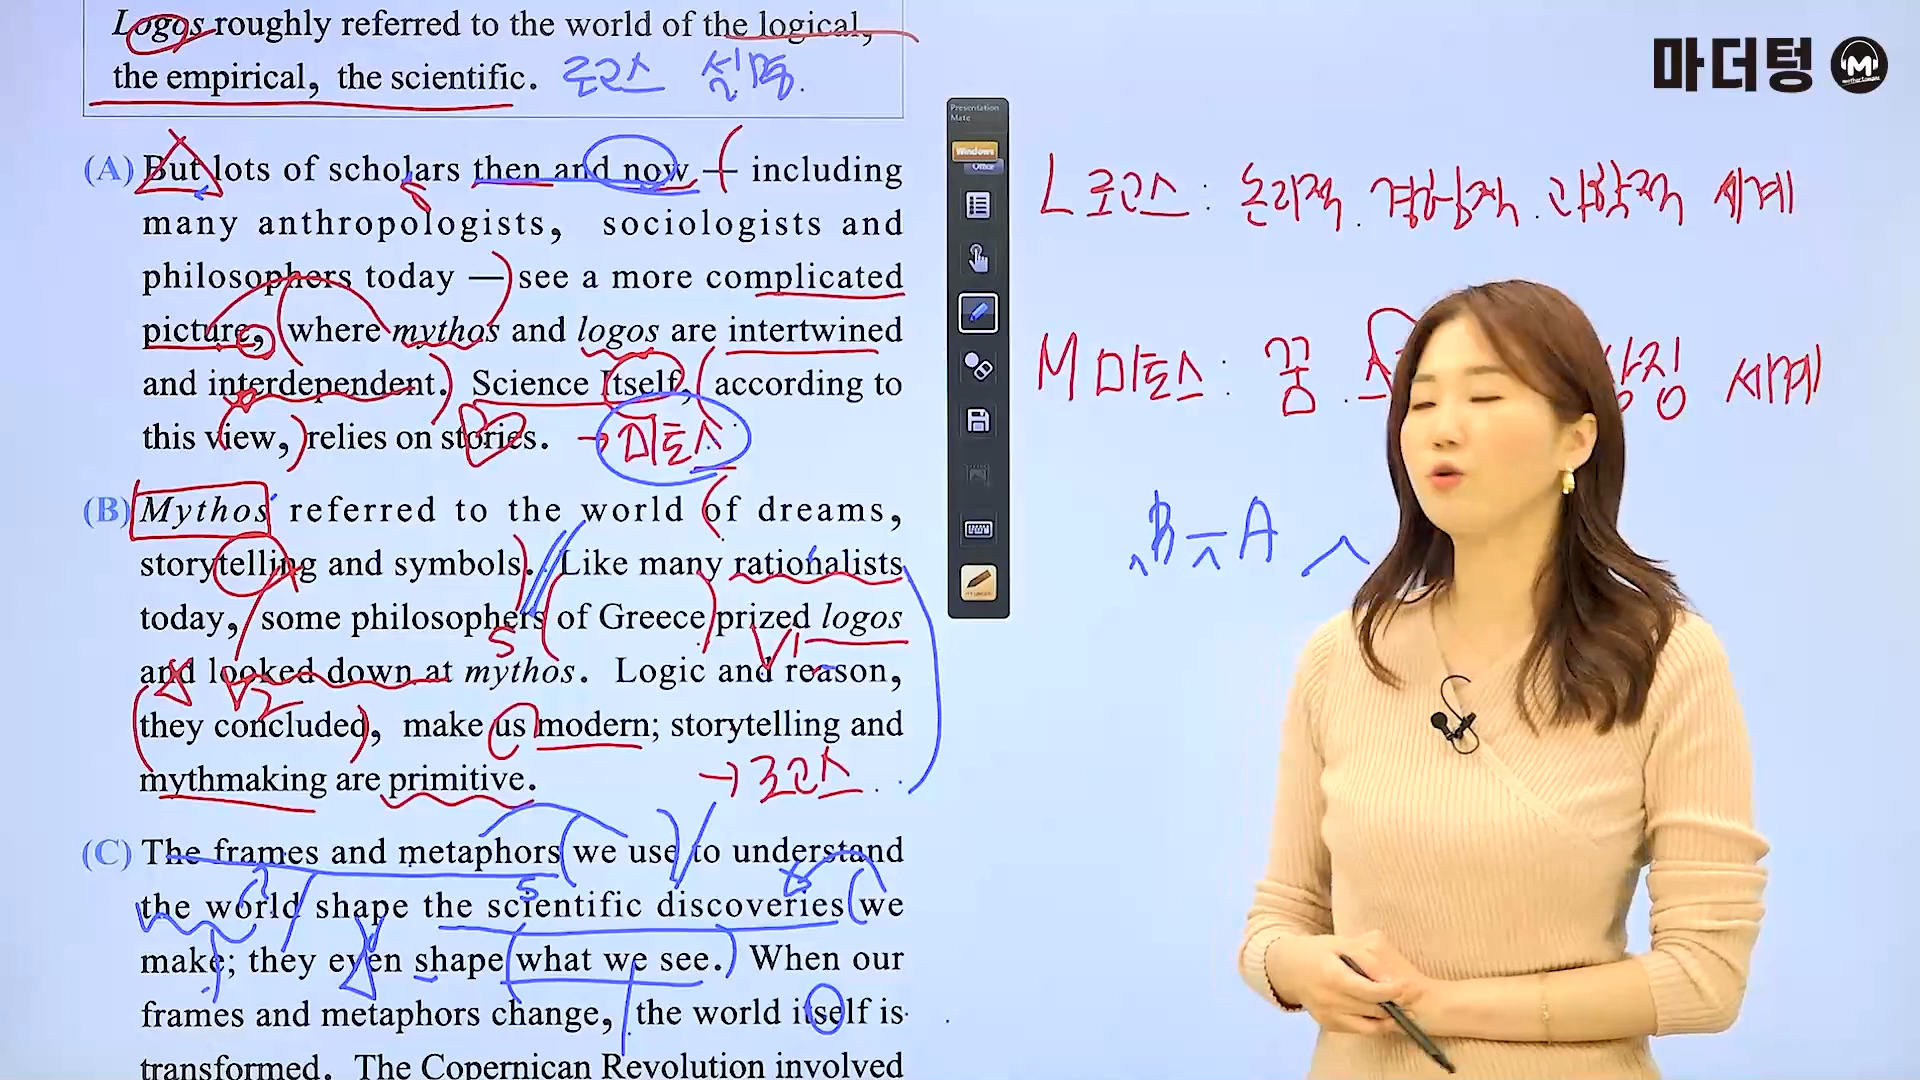 Logos roughly referred to the world of the logical,
the empirical, the scientific. 로고스 설명.
(A) But lots of scholars then and now — including
many anthropologists, sociologists and
philosophers today — see a more complicated
picture, where mythos and logos are intertwined
and interdependent. Science Itself, according to
this view, relies on stories. → 미토스
(B) Mythos referred to the world of dreams,
storytelling and symbols. Like many rationalists
today, some philosophers of Greece prized logos
and looked down at mythos. Logic and reason,
they concluded, make us modern; storytelling and
mythmaking are primitive. → 로고스.
(C) The frames and metaphors we use to understand
the world shape the scientific discoveries we
make; they even shape what we see. When our
frames and metaphors change, the world itself is
transformed. The Copernican Revolution involved
Presentation
Mate
Windows
Office
마더텅 M
L 로고스 : 논리적. 경험적. 과학적 세계
M 미토스 : 꿈. 상징 세계
B - A